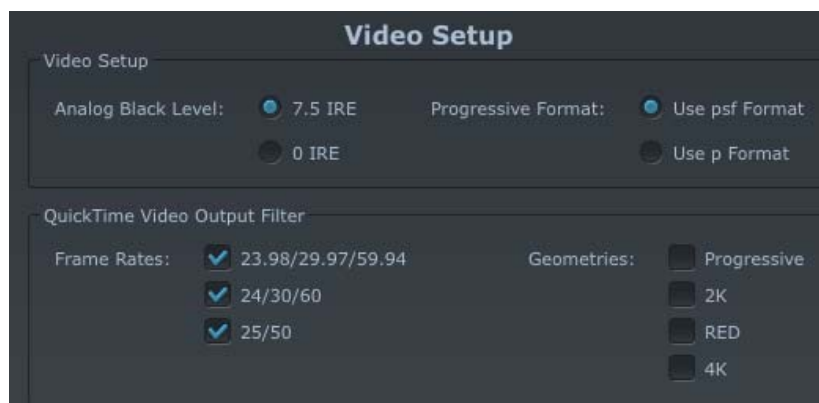 Video Setup
Video Setup
Analog Black Level: 7.5 IRE Progressive Format: Use psf Format
0 IRE Use p Format
QuickTime Video Output Filter
Frame Rates: 23.98/29.97/59.94 Geometries: Progressive
24/30/60 2K
25/50 RED
4K